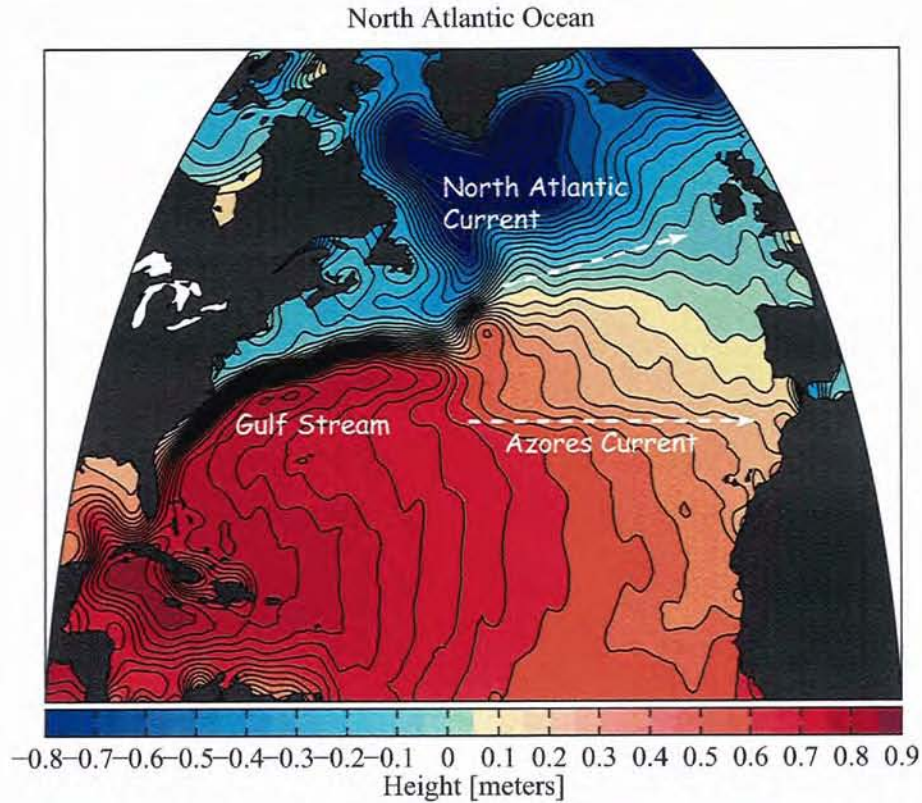 North Atlantic Ocean
North Atlantic
Current
Gulf Stream
Azores Current
−0.8−0.7−0.6−0.5−0.4−0.3−0.2−0.1 0 0.1 0.2 0.3 0.4 0.5 0.6 0.7 0.8 0.9
Height [meters]